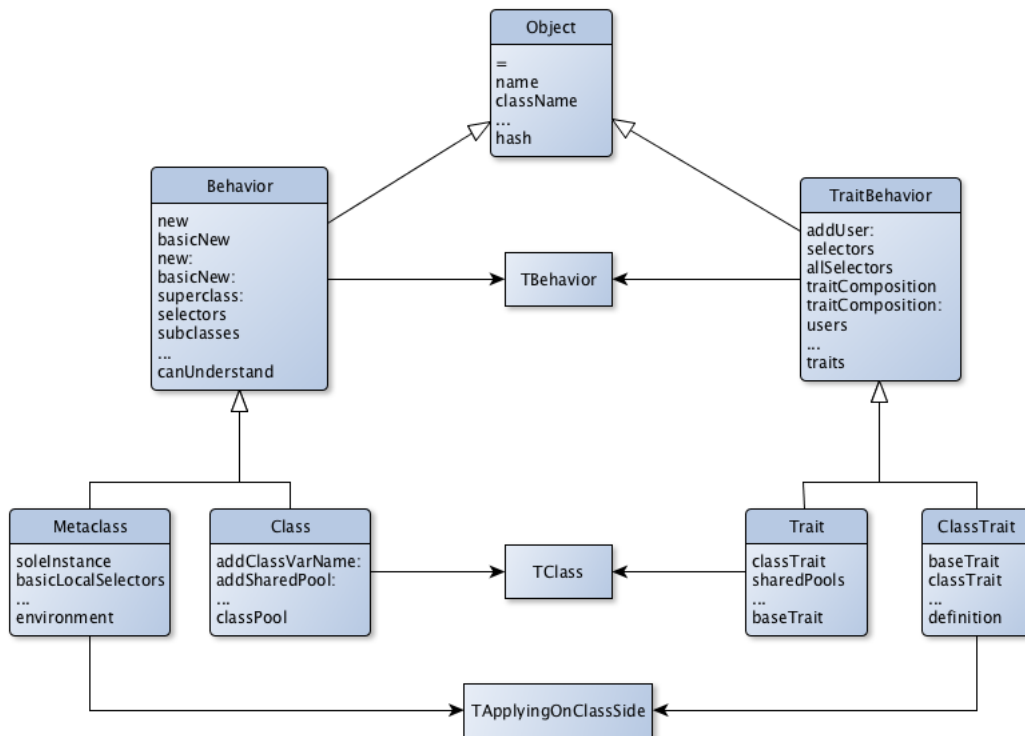 Object
=
name
className
...
hash
Behavior
new
basicNew
new:
basicNew:
superclass:
selectors
subclasses
...
canUnderstand
TBehavior
TraitBehavior
addUser:
selectors
allSelectors
traitComposition
traitComposition:
users
...
traits
Metaclass
soleInstance
basicLocalSelectors
...
environment
Class
addClassVarName:
addSharedPool:
...
classPool
TClass
Trait
classTrait
sharedPools
...
baseTrait
ClassTrait
baseTrait
classTrait
...
definition
TApplyingOnClassSide